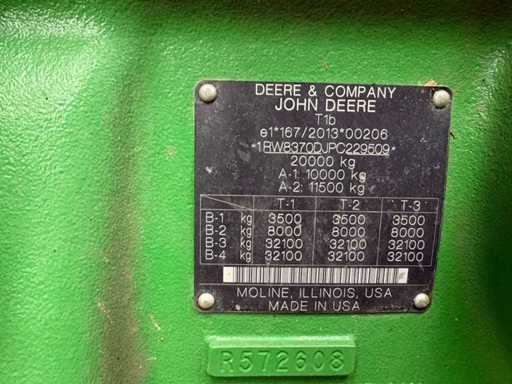 DEERE & COMPANY
JOHN DEERE
T1b
e1*167/2013*00206
*1RW8370DJPC229509*
20000 kg
A-1: 10000 kg
A-2: 11500 kg
T-1 T-2 T-3
B-1 kg 3500 3500 3500
B-2 kg 8000 8000 8000
B-3 kg 32100 32100 32100
B-4 kg 32100 32100 32100
MOLINE, ILLINOIS, USA
MADE IN USA
R572608